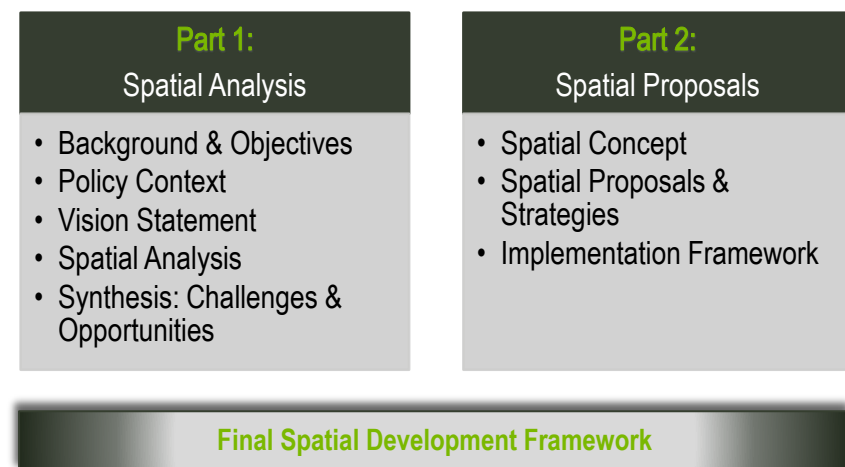 Part 1:
Spatial Analysis
• Background & Objectives
• Policy Context
• Vision Statement
• Spatial Analysis
• Synthesis: Challenges &
Opportunities
Part 2:
Spatial Proposals
• Spatial Concept
• Spatial Proposals &
Strategies
• Implementation Framework
Final Spatial Development Framework